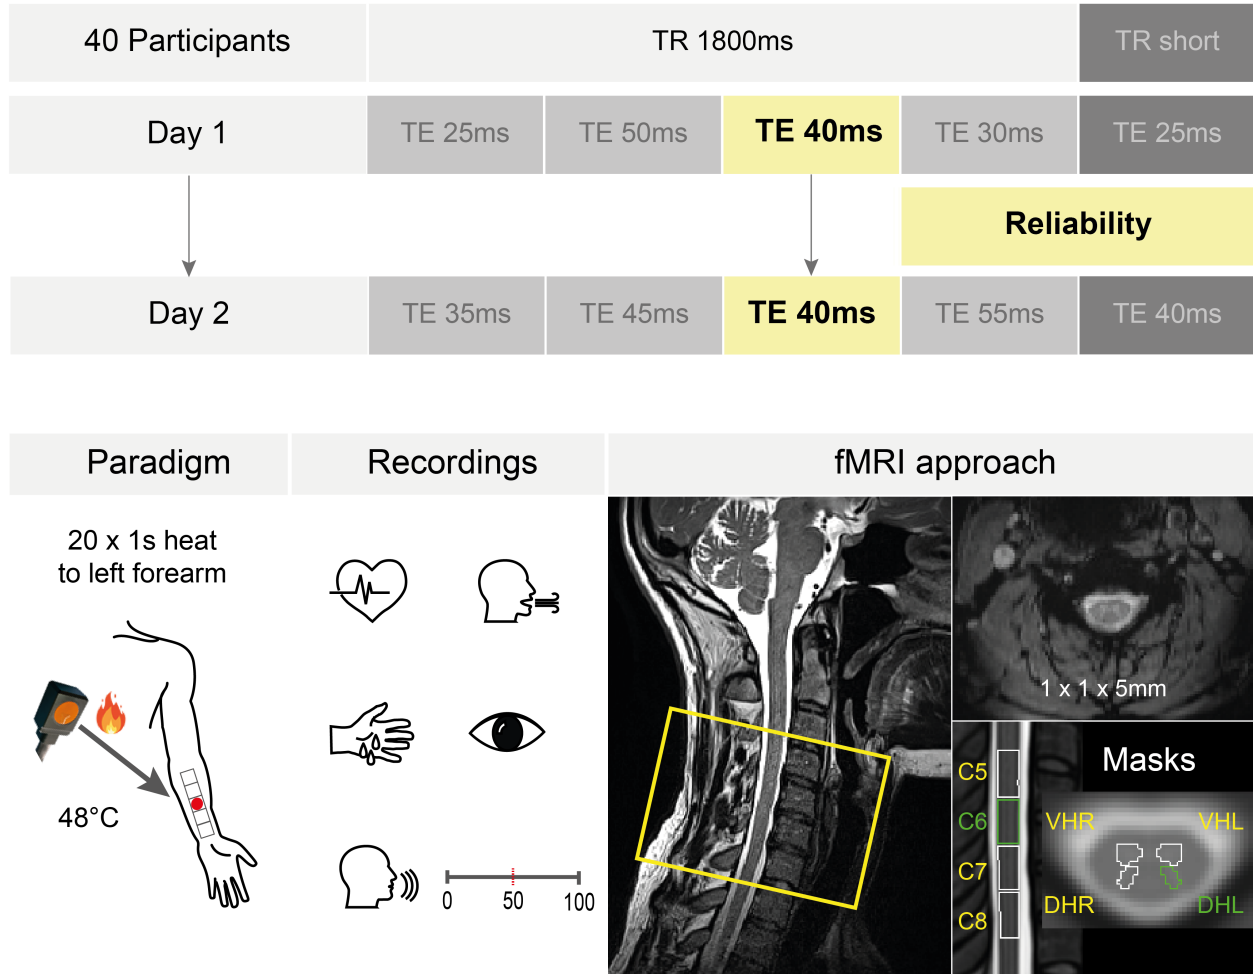 40 Participants
TR 1800ms
TR short
Day 1
TE 25ms
TE 50ms
TE 40ms
TE 30ms
TE 25ms
Reliability
Day 2
TE 35ms
TE 45ms
TE 40ms
TE 55ms
TE 40ms
Paradigm
Recordings
fMRI approach
20 x 1s heat
to left forearm
48°C
0
50
100
1 x 1 x 5mm
Masks
C5
C6
C7
C8
VHR
VHL
DHR
DHL